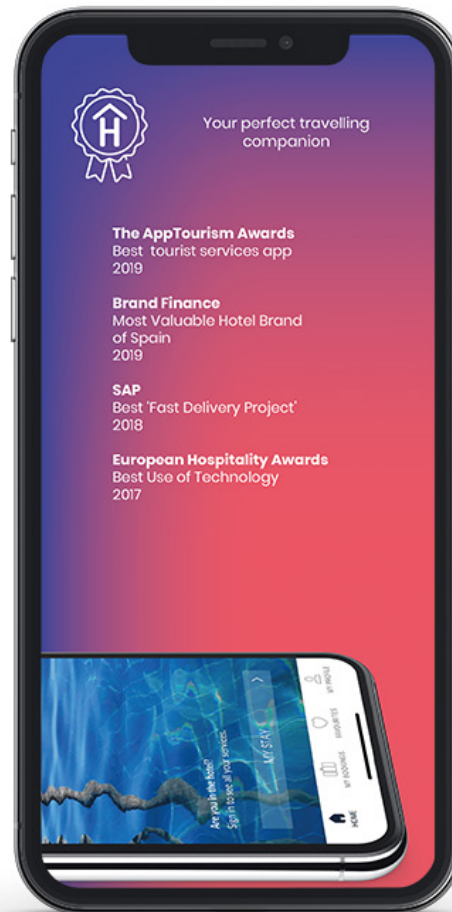 H
Your perfect travelling
companion
The AppTourism Awards
Best tourist services app
2019
Brand Finance
Most Valuable Hotel Brand
of Spain
2019
SAP
Best 'Fast Delivery Project'
2018
European Hospitality Awards
Best Use of Technology
2017
Are you in the hotel?
Sign in to see all your services.
MY STAY
HOME
MY BOOKINGS
FAVOURITES
MY PROFILE